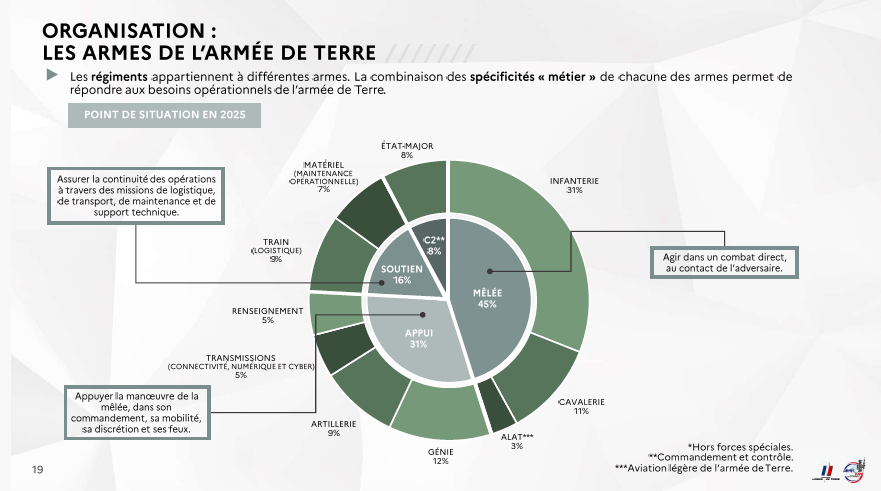 ORGANISATION :
LES ARMES DE L'ARMÉE DE TERRE
Les régiments appartiennent à différentes armes. La combinaison des spécificités « métier » de chacune des armes permet de
répondre aux besoins opérationnels de l'armée de Terre.
POINT DE SITUATION EN 2025
ÉTAT-MAJOR
8%
MATÉRIEL
(MAINTENANCE
OPÉRATIONNELLE)
7%
INFANTERIE
31%
Assurer la continuité des opérations
à travers des missions de logistique,
de transport, de maintenance et de
support technique.
C2**
8%
TRAIN
(LOGISTIQUE)
9%
SOUTIEN
16%
Agir dans un combat direct,
au contact de l'adversaire.
MÊLÉE
45%
RENSEIGNEMENT
5%
APPUI
31%
TRANSMISSIONS
(CONNECTIVITÉ, NUMÉRIQUE ET CYBER)
5%
Appuyer la manœuvre de la
mêlée, dans son
commandement, sa mobilité,
sa discrétion et ses feux.
CAVALERIE
11%
ARTILLERIE
9%
ALAT***
3%
GÉNIE
12%
*Hors forces spéciales.
**Commandement et contrôle.
***Aviation légère de l'armée de Terre.
19